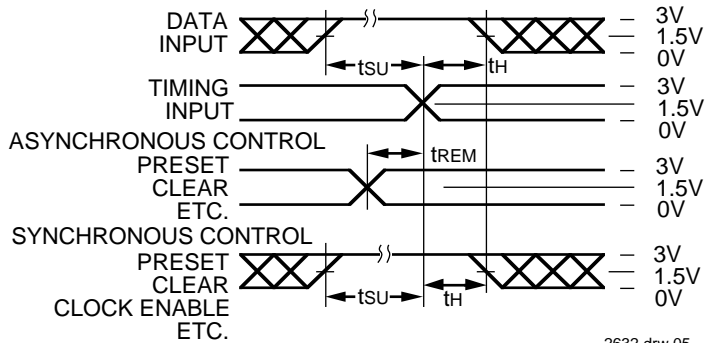 DATA INPUT
3V
1.5V
0V
tSU
tH
TIMING INPUT
3V
1.5V
0V
ASYNCHRONOUS CONTROL
tREM
PRESET
CLEAR
ETC.
3V
1.5V
0V
SYNCHRONOUS CONTROL
PRESET
CLEAR
CLOCK ENABLE
ETC.
3V
1.5V
0V
tSU
tH